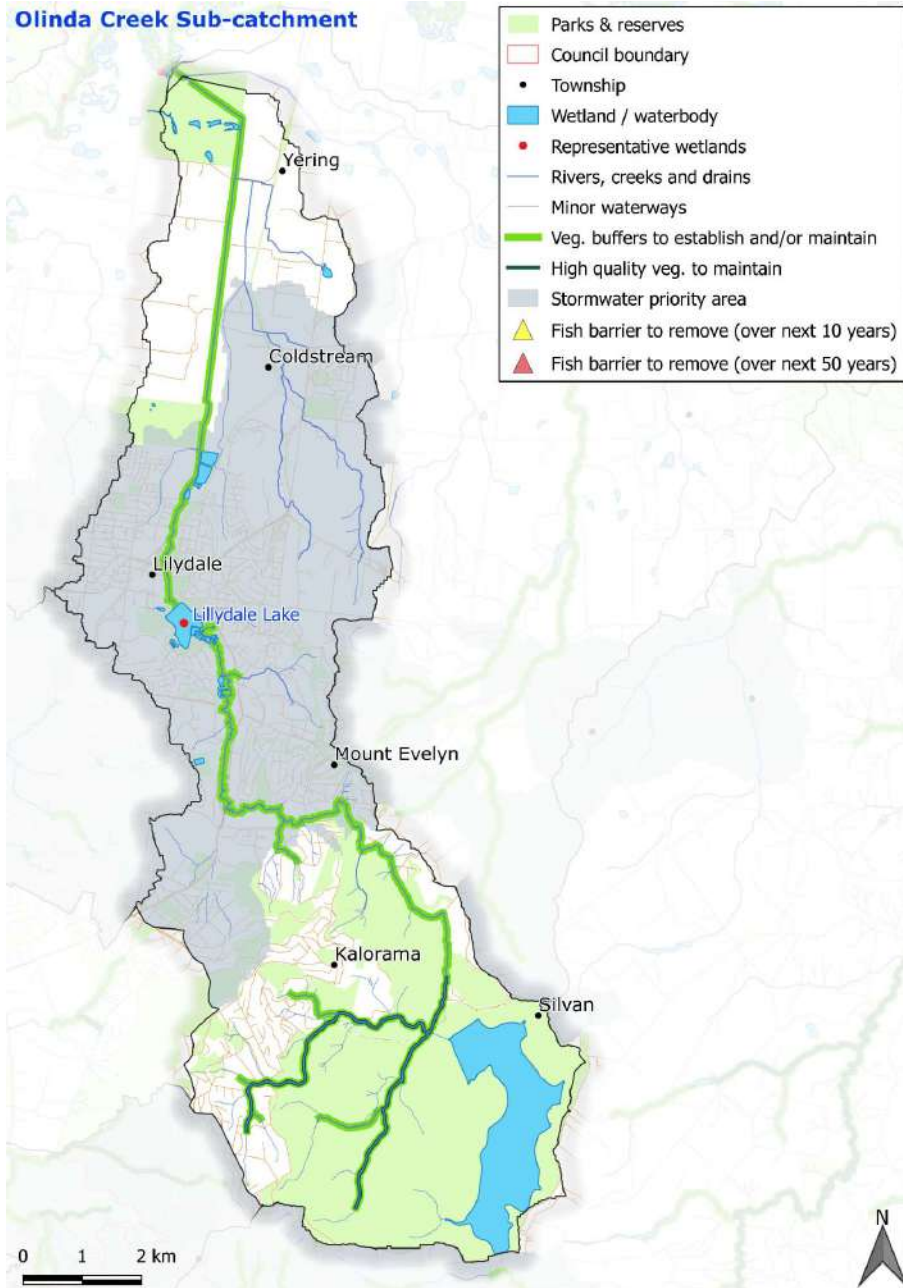 Olinda Creek Sub-catchment
Parks & reserves
Council boundary
Township
Wetland / waterbody
Representative wetlands
Rivers, creeks and drains
Minor waterways
Veg. buffers to establish and/or maintain
High quality veg. to maintain
Stormwater priority area
Fish barrier to remove (over next 10 years)
Fish barrier to remove (over next 50 years)
Yering
Coldstream
Lilydale
Lillydale Lake
Mount Evelyn
Kalorama
Silvan
N
0 1 2 km